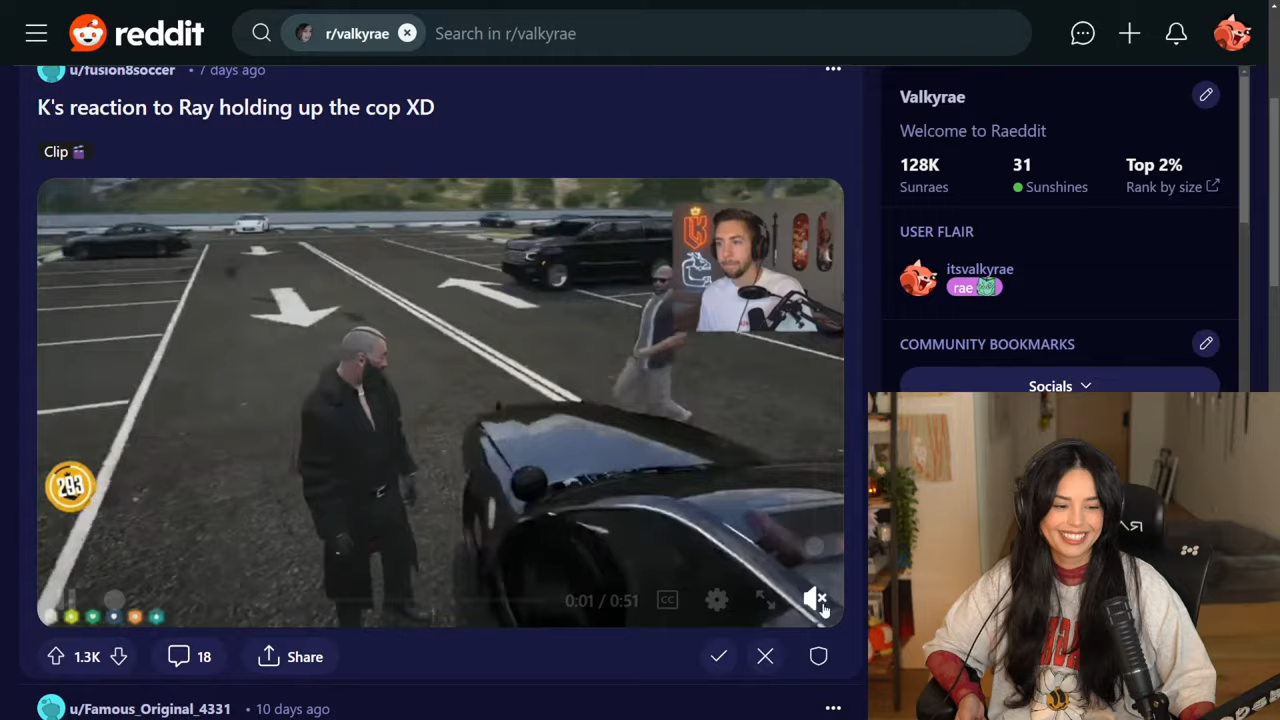 reddit
r/valkyrae
Search in r/valkyrae
u/fusion8soccer • 7 days ago
K's reaction to Ray holding up the cop XD
Clip
293
0:01 / 0:51
CC
1.3K
18
Share
u/Famous_Original_4331 • 10 days ago
Valkyrae
Welcome to Raeddit
128K
31
Top 2%
Sunraes
Sunshines
Rank by size
USER FLAIR
itsvalkyrae
rae
COMMUNITY BOOKMARKS
Socials